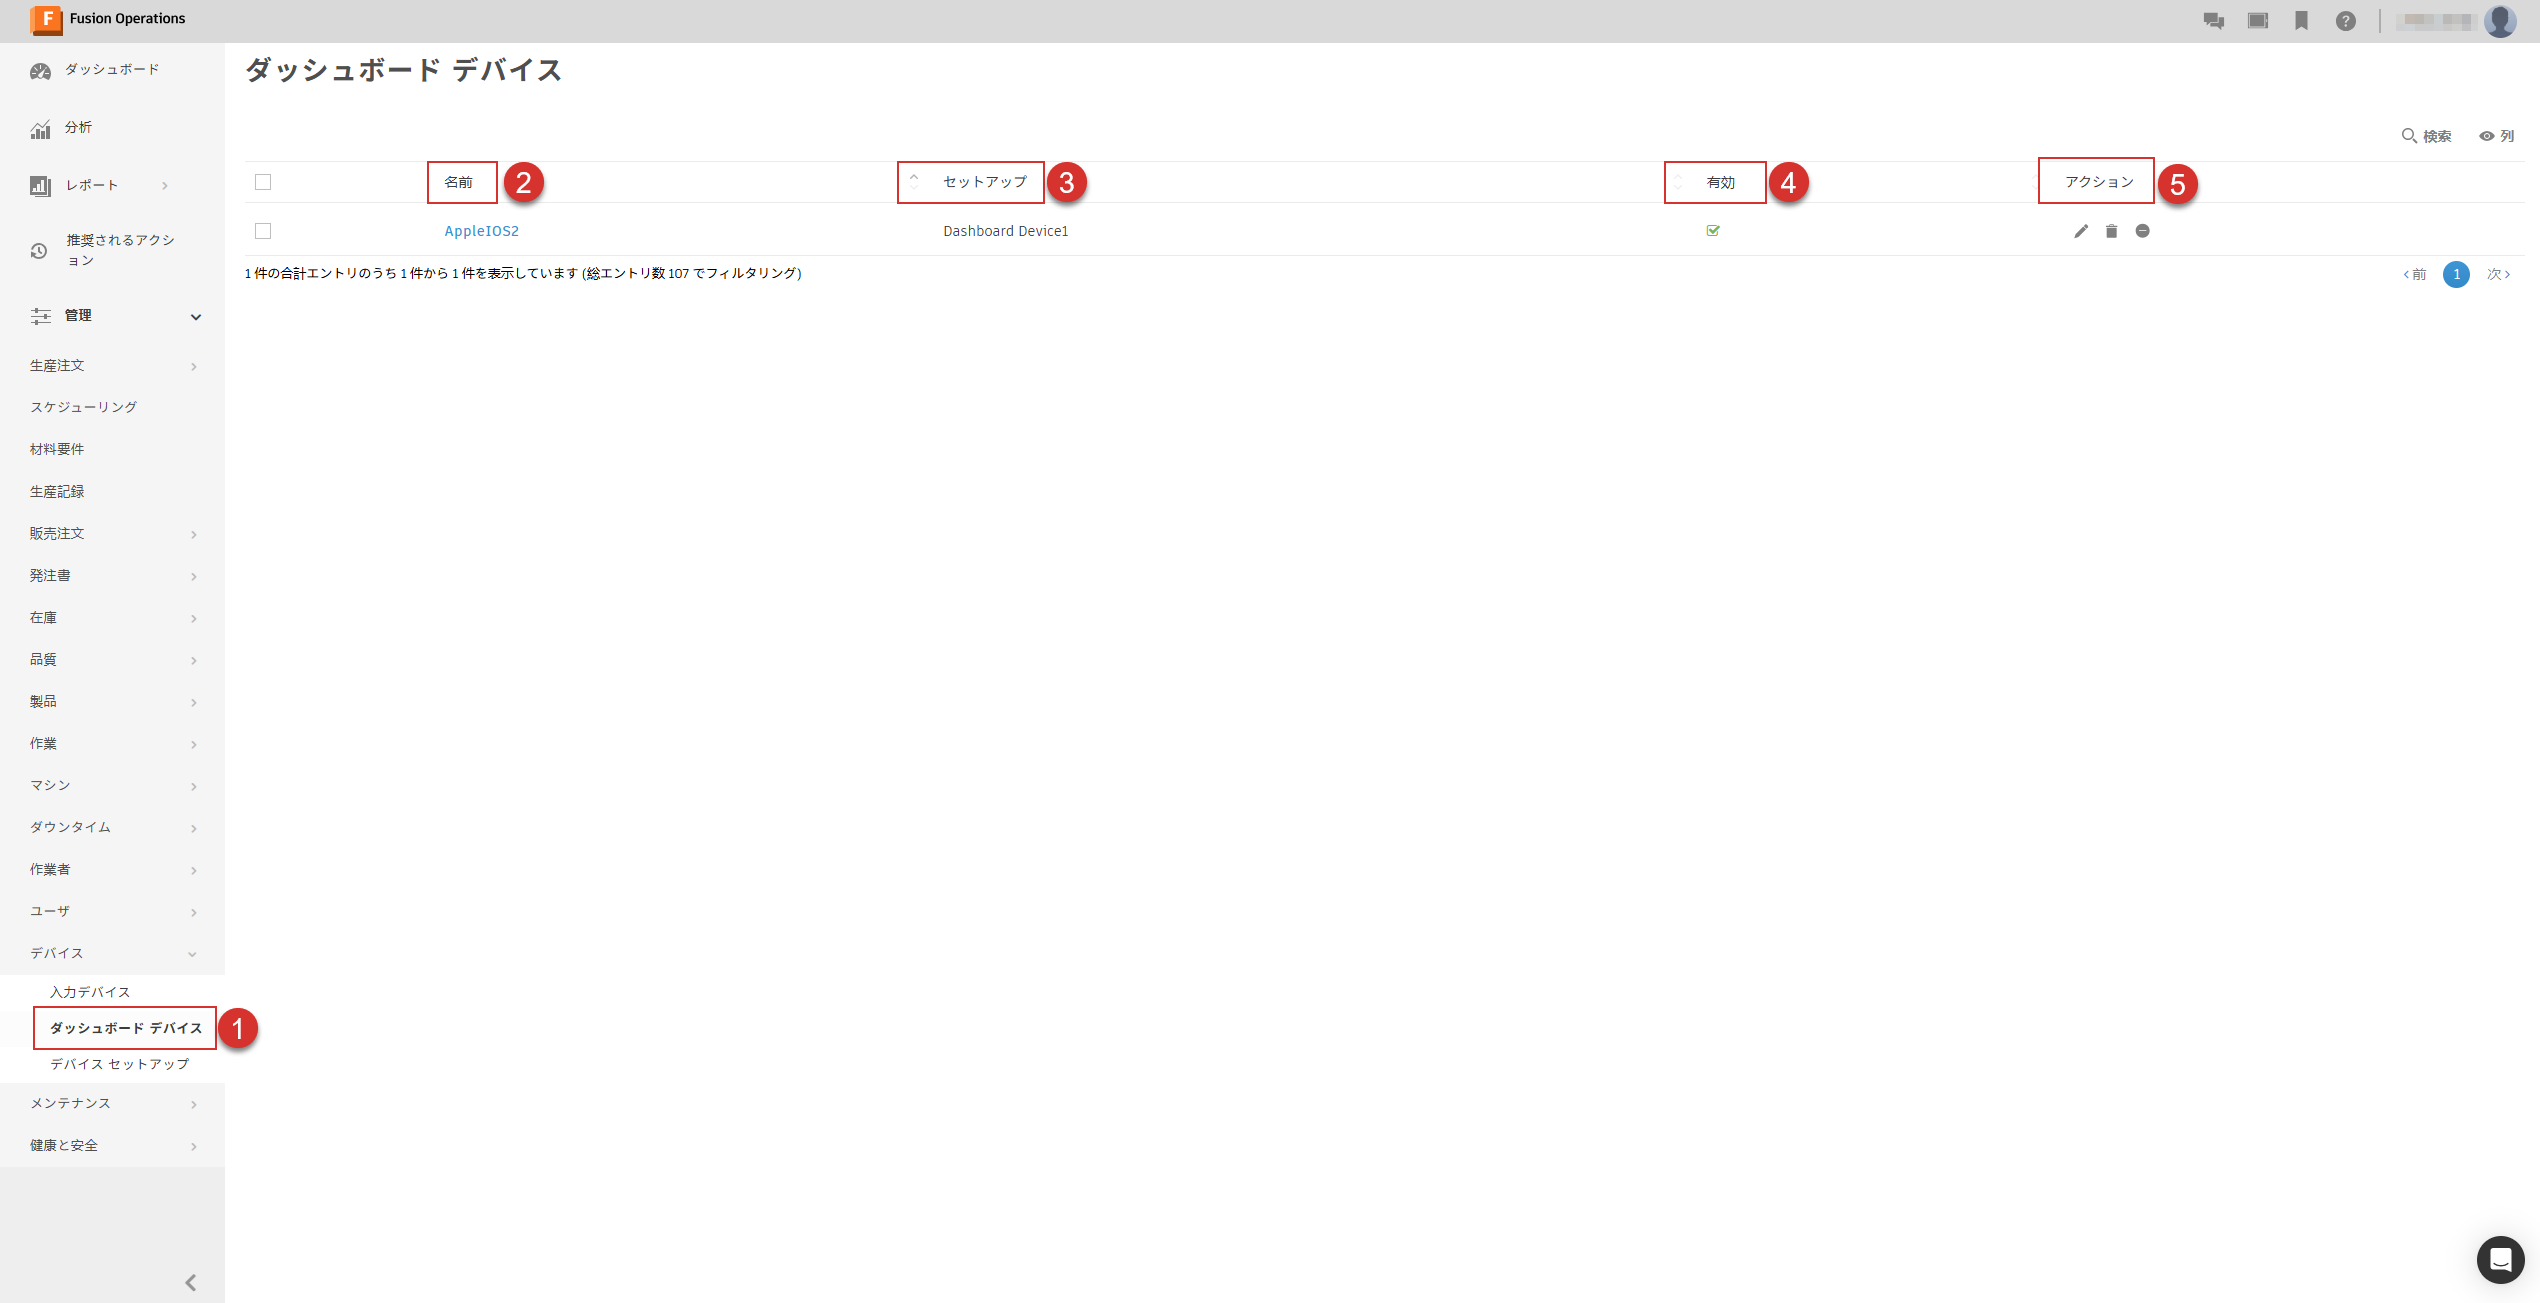 Fusion Operations
ダッシュボード
分析
レポート
推奨されるアクシ
ョン
管理
生産注文
スケジューリング
材料要件
生産記録
販売注文
発注書
在庫
品質
製品
作業
マシン
ダウンタイム
作業者
ユーザ
デバイス
入力デバイス
ダッシュボード デバイス
1
デバイス セットアップ
メンテナンス
健康と安全
ダッシュボード デバイス
検索 列
名前 2 セットアップ 3 有効 4 アクション 5
AppleIOS2 Dashboard Device1
1 件の合計エントリのうち 1 件から 1 件を表示しています (総エントリ数 107 でフィルタリング)
前 1 次